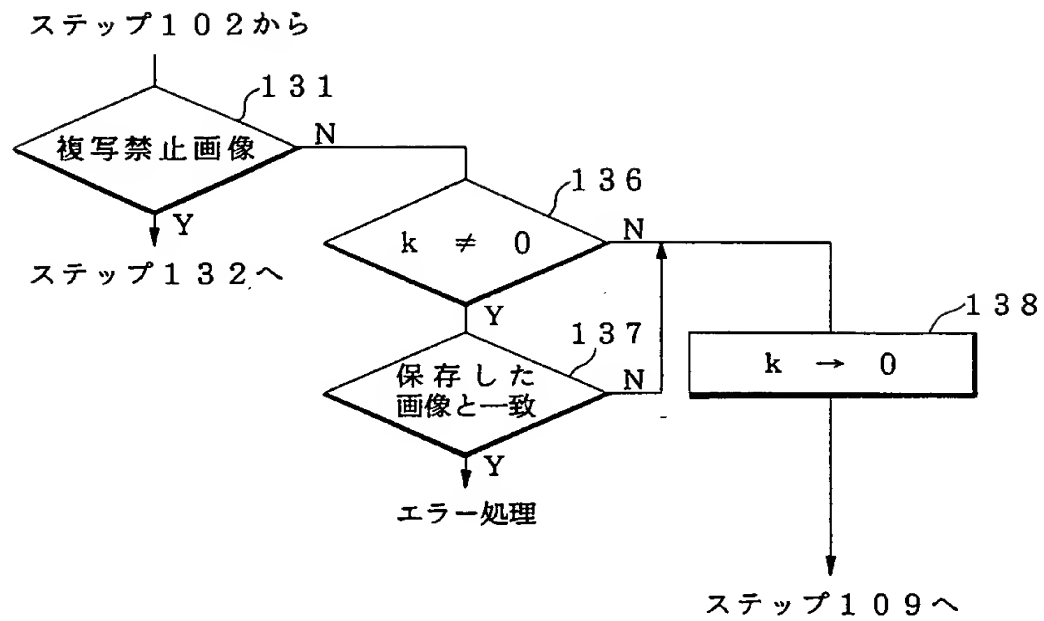 ステップ１０２から
１３１
複写禁止画像
N
Y
ステップ１３２へ
１３６
k ≠ ０
N
Y
１３７
保存した
画像と一致
N
Y
エラー処理
１３８
k → ０
ステップ１０９へ